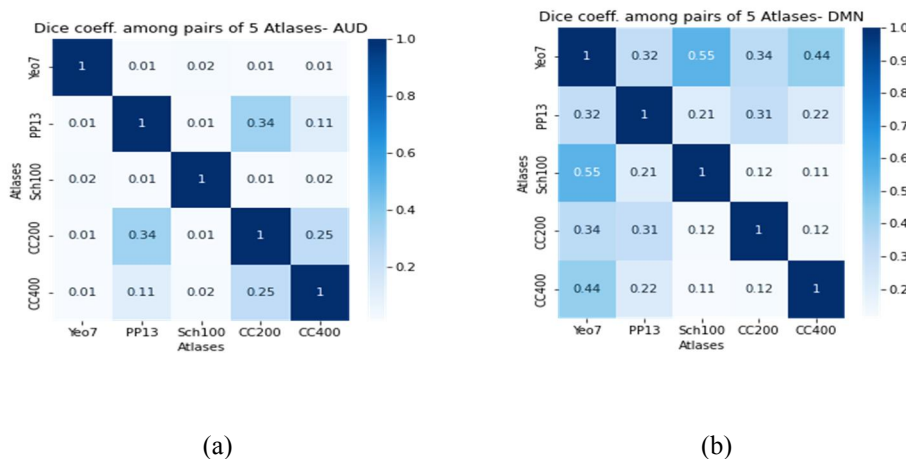 Dice coeff. among pairs of 5 Atlases- AUD
Yeo7 1 0.01 0.02 0.01 0.01
PP13 0.01 1 0.01 0.34 0.11
Sch100 0.02 0.01 1 0.01 0.02
CC200 0.01 0.34 0.01 1 0.25
CC400 0.01 0.11 0.02 0.25 1
Atlases
Yeo7 PP13 Sch100 CC200 CC400
Atlases
1.0
0.8
0.6
0.4
0.2
(a)
Dice coeff. among pairs of 5 Atlases- DMN
Yeo7 1 0.32 0.55 0.34 0.44
PP13 0.32 1 0.21 0.31 0.22
Sch100 0.55 0.21 1 0.12 0.11
CC200 0.34 0.31 0.12 1 0.12
CC400 0.44 0.22 0.11 0.12 1
Atlases
Yeo7 PP13 Sch100 CC200 CC400
Atlases
1.0
0.9
0.8
0.7
0.6
0.5
0.4
0.3
0.2
(b)